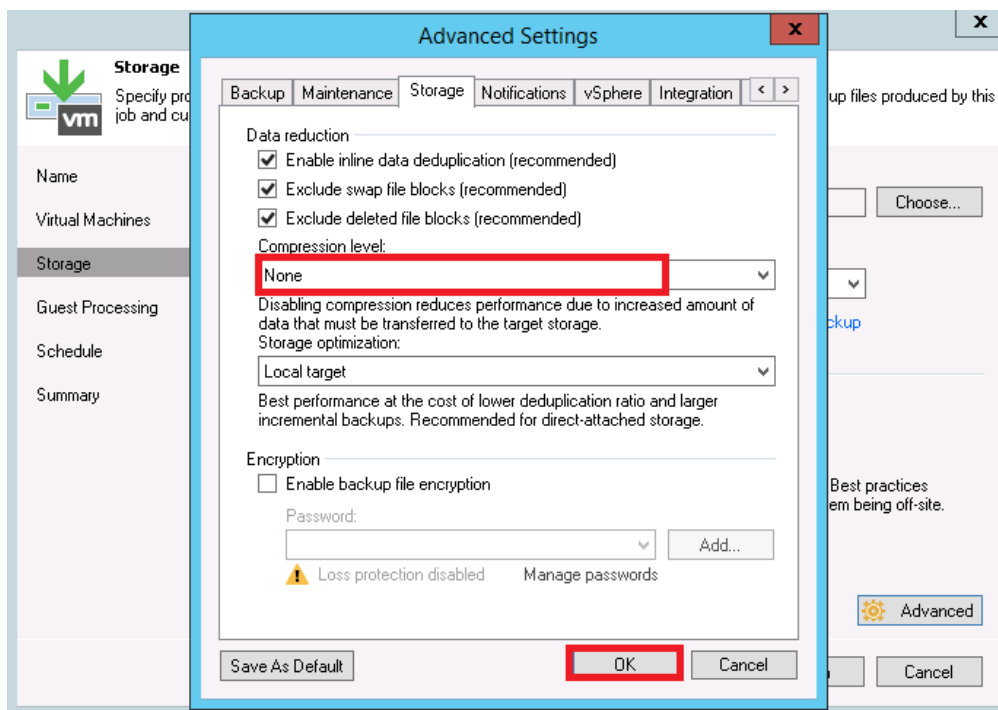 Advanced Settings
x
x
Storage
Specify pro
job and cu
up files produced by this
vm
Name
Virtual Machines
Storage
Guest Processing
Schedule
Summary
Backup Maintenance Storage Notifications vSphere Integration < >
Data reduction
Enable inline data deduplication (recommended)
Exclude swap file blocks (recommended)
Exclude deleted file blocks (recommended)
Compression level:
None
Disabling compression reduces performance due to increased amount of
data that must be transferred to the target storage.
Storage optimization:
Local target
Best performance at the cost of lower deduplication ratio and larger
incremental backups. Recommended for direct-attached storage.
Encryption
Enable backup file encryption
Password:
Add...
Loss protection disabled Manage passwords
Save As Default OK Cancel
Choose...
ckup
Best practices
em being off-site.
Advanced
Cancel